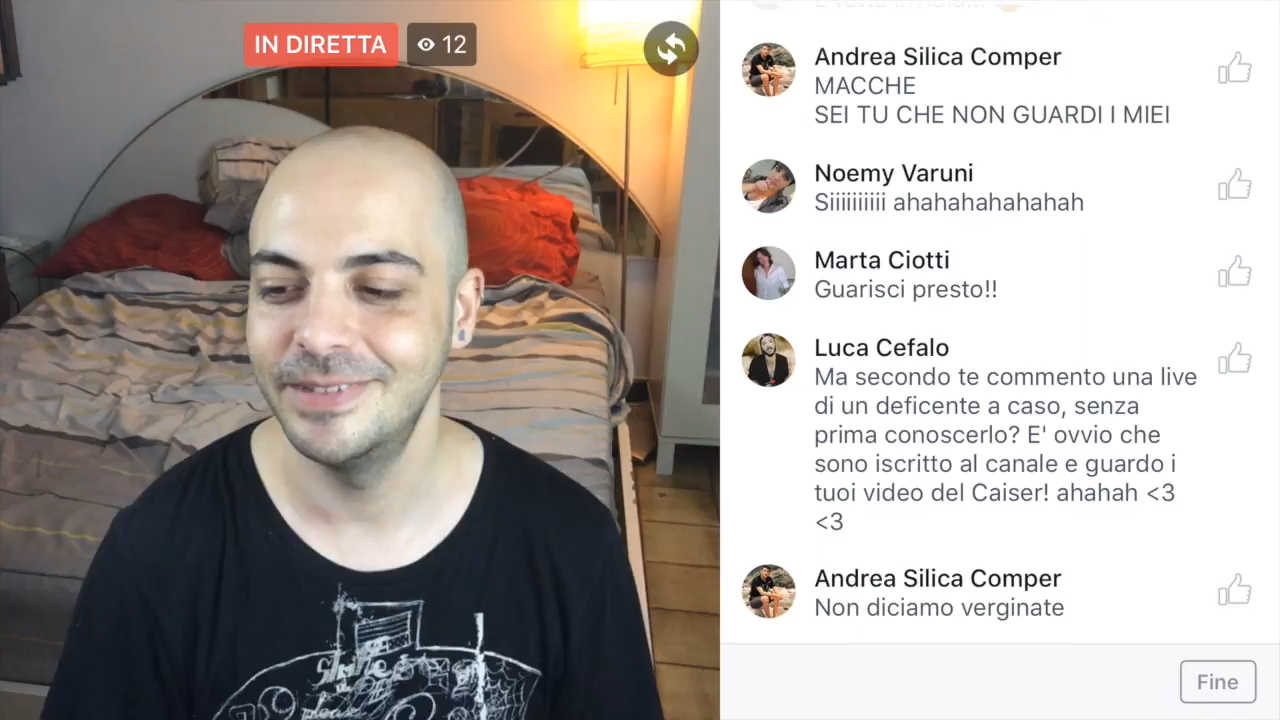 IN DIRETTA
12
Andrea Silica Comper
MACCHE
SEI TU CHE NON GUARDI I MIEI
Noemy Varuni
Siiiiiiiiii ahahahahahahah
Marta Ciotti
Guarisci presto!!
Luca Cefalo
Ma secondo te commento una live
di un deficente a caso, senza
prima conoscerlo? E' ovvio che
sono iscritto al canale e guardo i
tuoi video del Caiser! ahahah <3
<3
Andrea Silica Comper
Non diciamo verginate
Fine
please